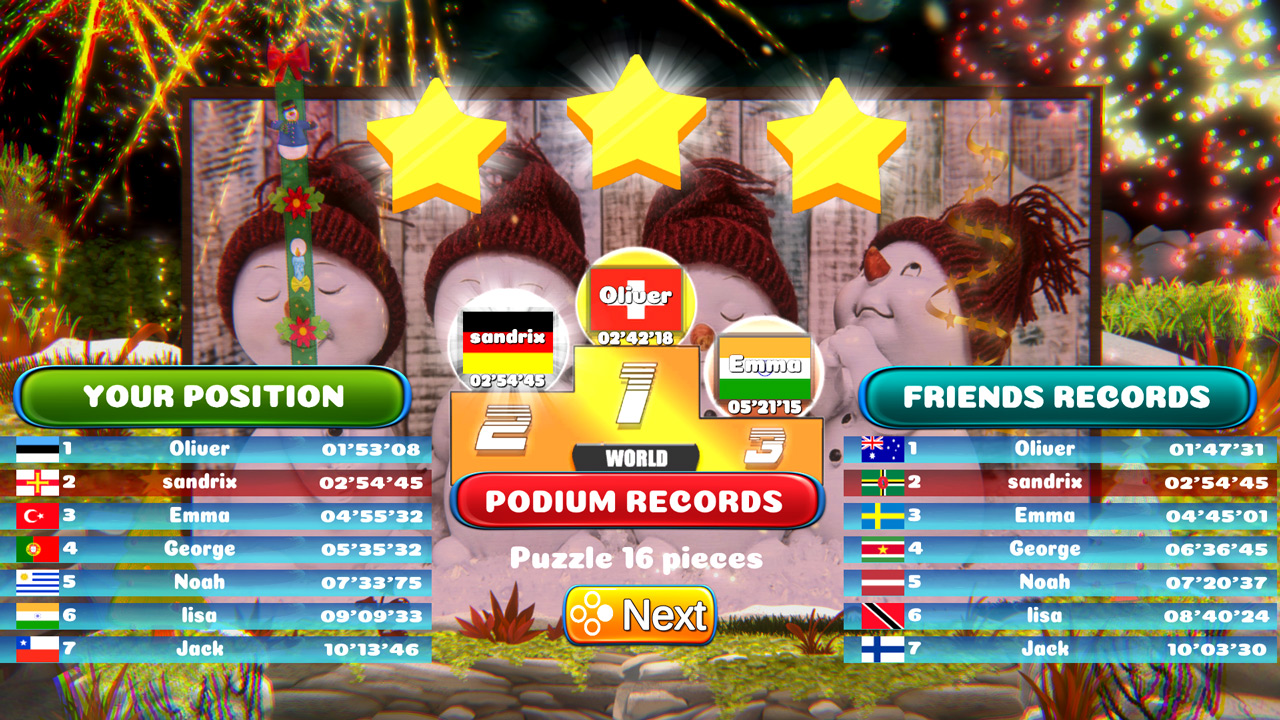 Oliver
02'42'18
sandrix
02'54'45
Emma
05'21'15
1
2
3
WORLD
PODIUM RECORDS
Puzzle 16 pieces
Next
YOUR POSITION
1 Oliver 01'53'08
2 sandrix 02'54'45
3 Emma 04'55'32
4 George 05'35'32
5 Noah 07'33'75
6 lisa 09'09'33
7 Jack 10'13'46
FRIENDS RECORDS
1 Oliver 01'47'31
2 sandrix 02'54'45
3 Emma 04'45'01
4 George 06'36'45
5 Noah 07'20'37
6 lisa 08'40'24
7 Jack 10'03'30